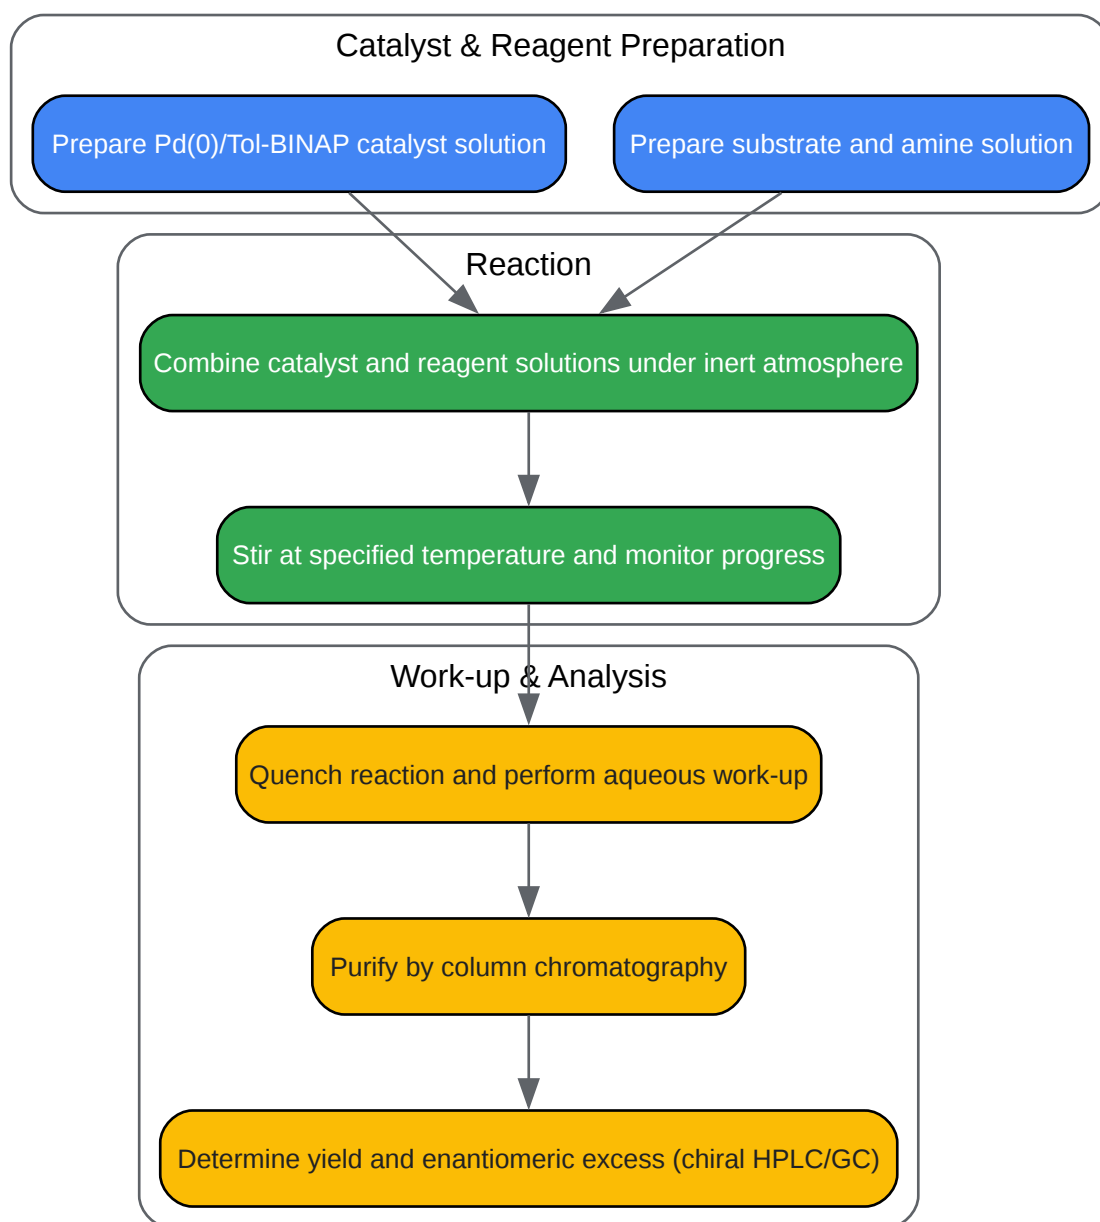 Catalyst & Reagent Preparation
Prepare Pd(0)/Tol-BINAP catalyst solution
Prepare substrate and amine solution
Reaction
Combine catalyst and reagent solutions under inert atmosphere
Stir at specified temperature and monitor progress
Work-up & Analysis
Quench reaction and perform aqueous work-up
Purify by column chromatography
Determine yield and enantiomeric excess (chiral HPLC/GC)